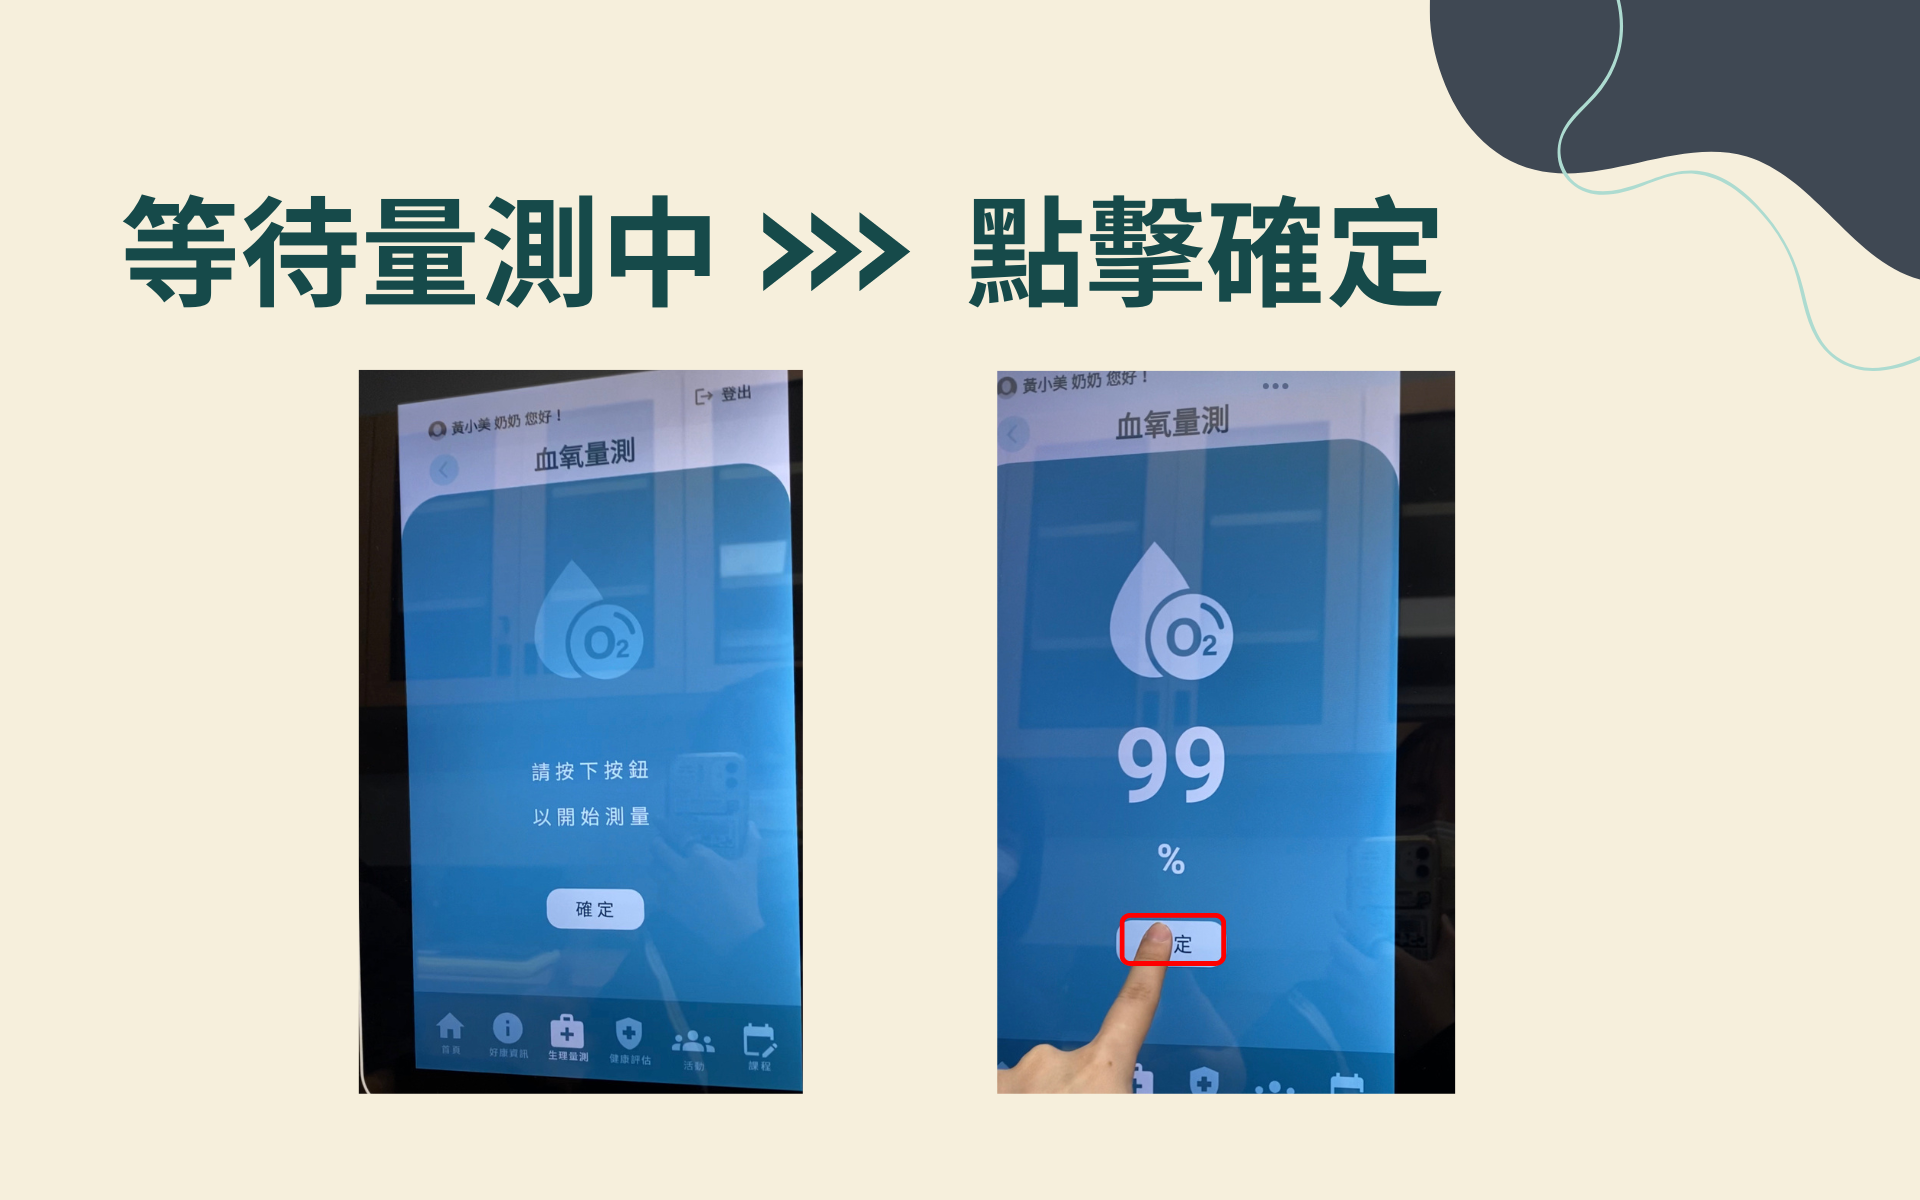 等待量測中 >>> 點擊確定
黃小美 奶奶 您好！
登出
血氧量測
O2
請按下按鈕
以開始測量
確定
首頁
好康資訊
生理量測
健康評估
活動
課程
黃小美 奶奶 您好！
血氧量測
O2
99
%
定